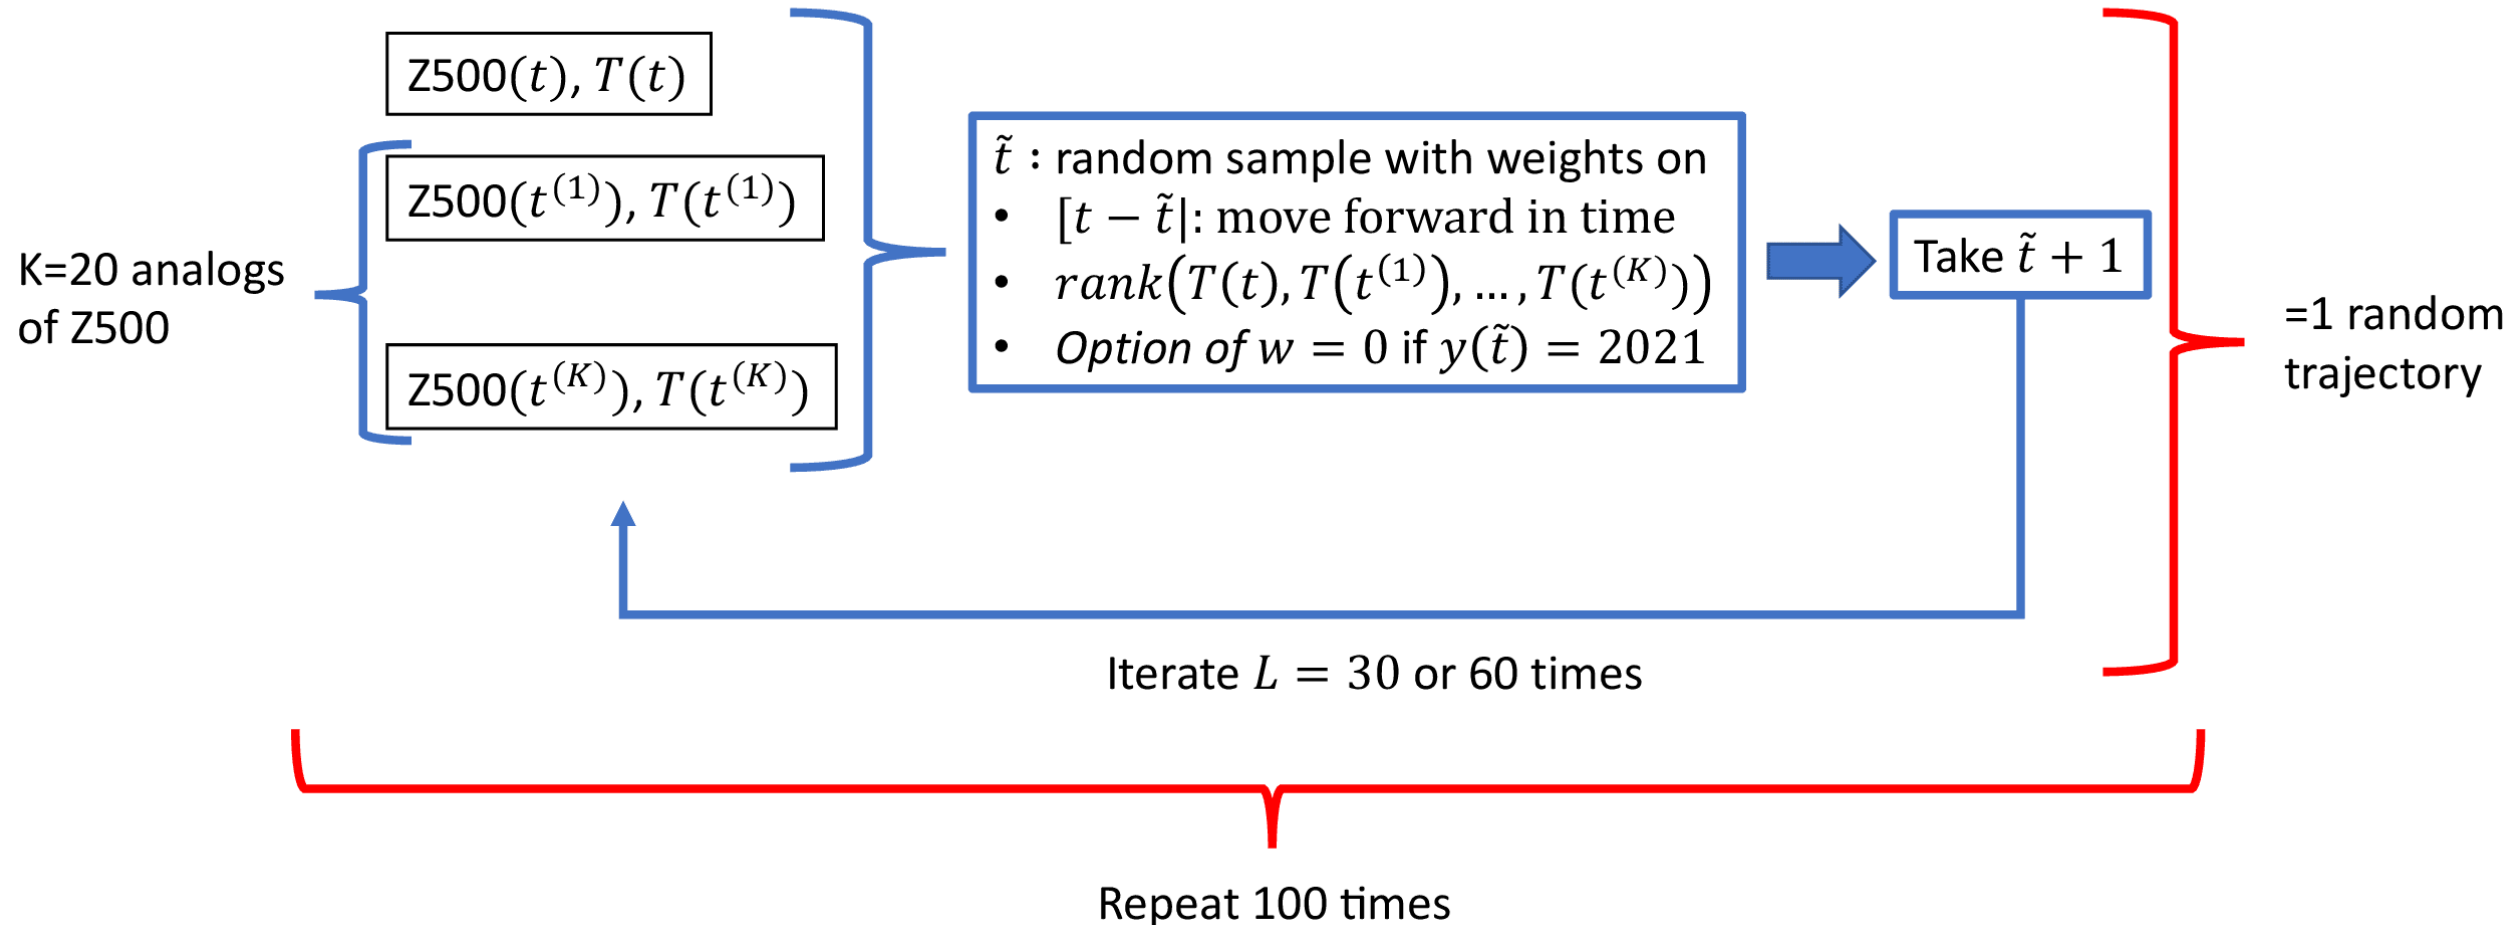 Z500(t), T(t)
K=20 analogs
of Z500
Z500(t⁽¹⁾), T(t⁽¹⁾)
Z500(t⁽ᴷ⁾), T(t⁽ᴷ⁾)
t̃ : random sample with weights on
• [t − t̃|: move forward in time
• rank(T(t), T(t⁽¹⁾), ... , T(t⁽ᴷ⁾))
• Option of w = 0 if y(t̃) = 2021
Take t̃ + 1
=1 random
trajectory
Iterate L = 30 or 60 times
Repeat 100 times